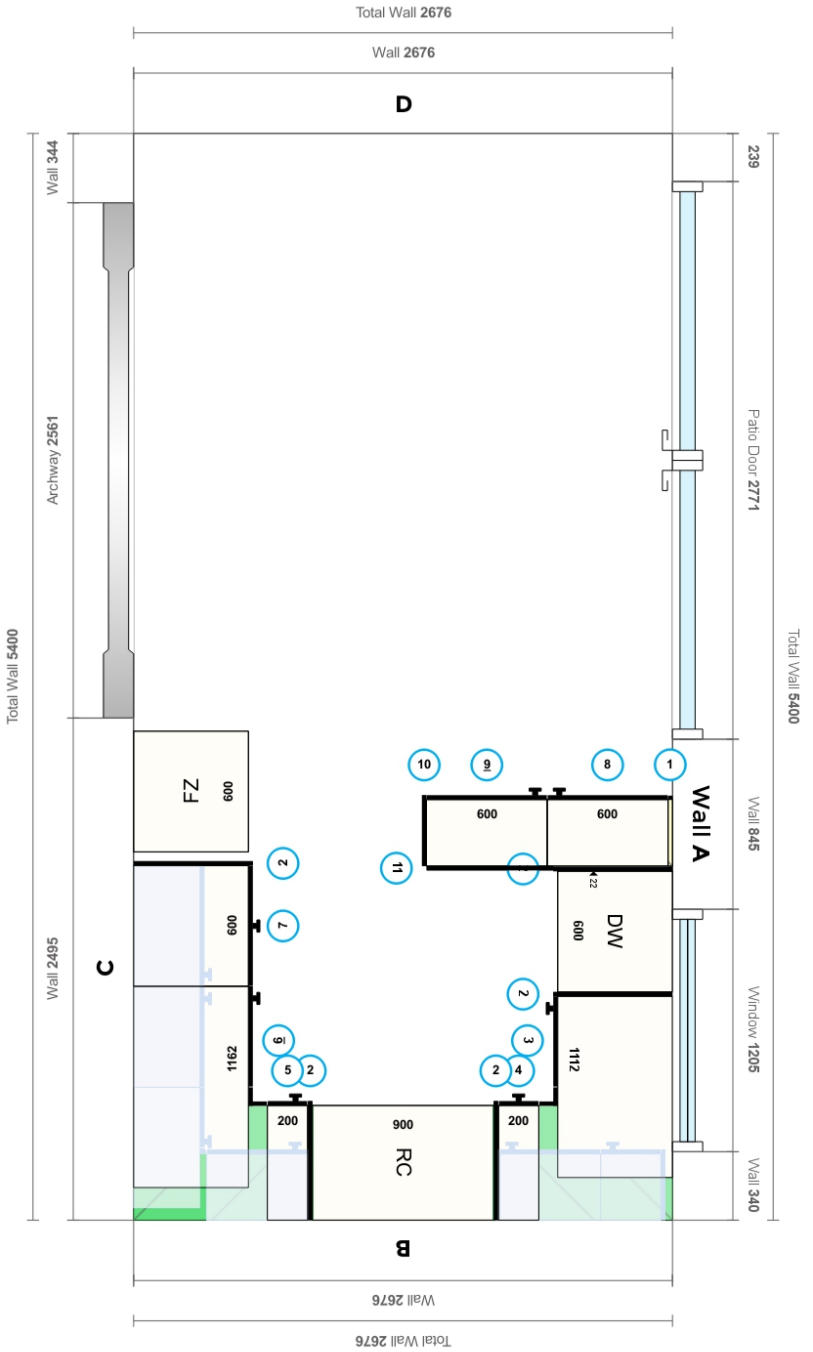 Total Wall 2676
Wall 2676
D
Wall 344
239
Archway 2561
Patio Door 2771
Total Wall 5400
Total Wall 5400
10
9
8
1
FZ
600
600
600
Wall A
Wall 845
2
11
22
7
600
DW
600
C
Wall 2495
2
Window 1205
6
3
1162
1112
5
2
2
4
200
900
200
RC
Wall 340
B
Wall 2676
Total Wall 2676